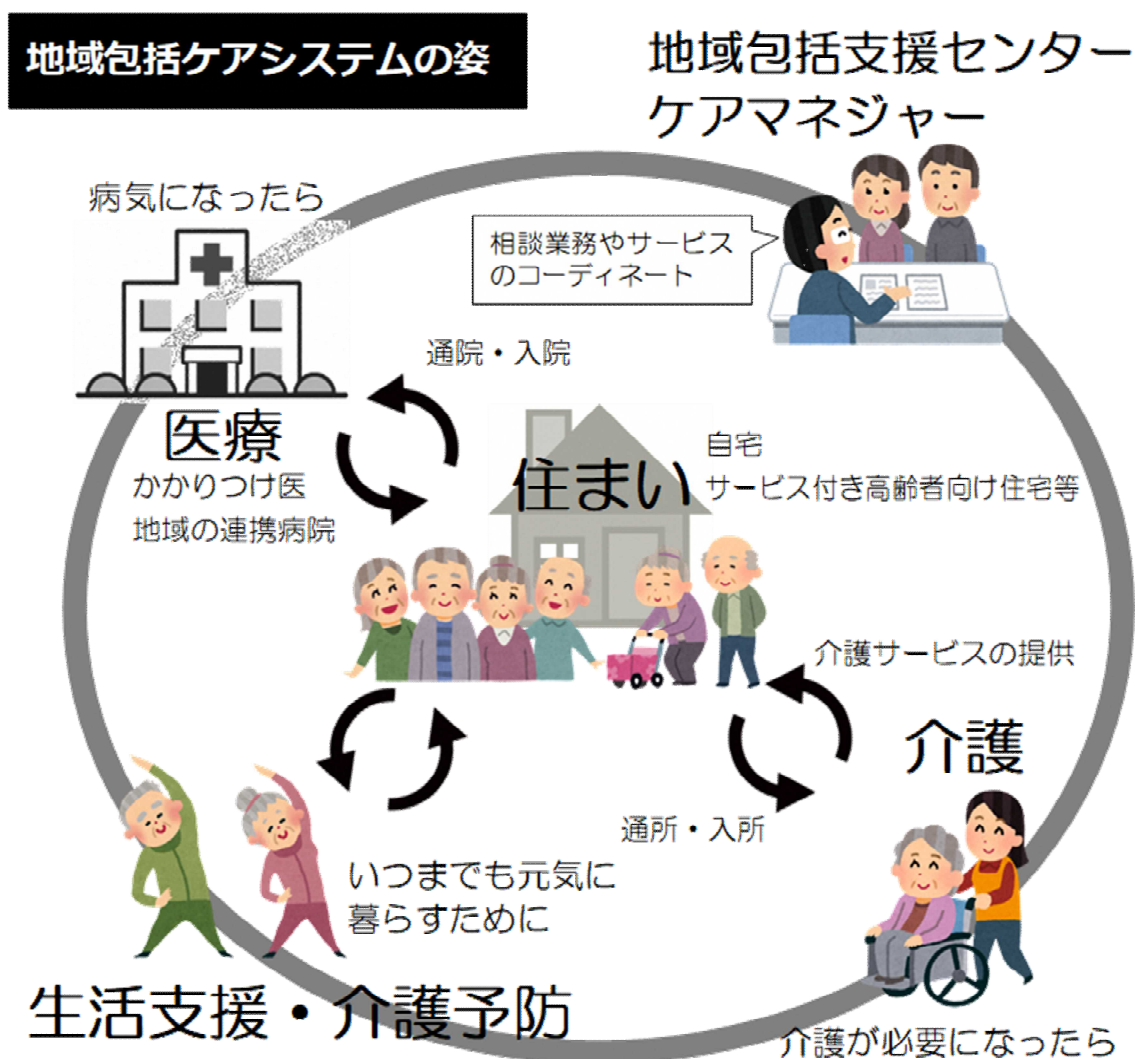 地域包括ケアシステムの姿
地域包括支援センター
ケアマネジャー
病気になったら
相談業務やサービス
のコーディネート
通院・入院
医療
かかりつけ医
地域の連携病院
住まい
自宅
サービス付き高齢者向け住宅等
介護サービスの提供
介護
通所・入所
いつまでも元気に
暮らすために
生活支援・介護予防
介護が必要になったら